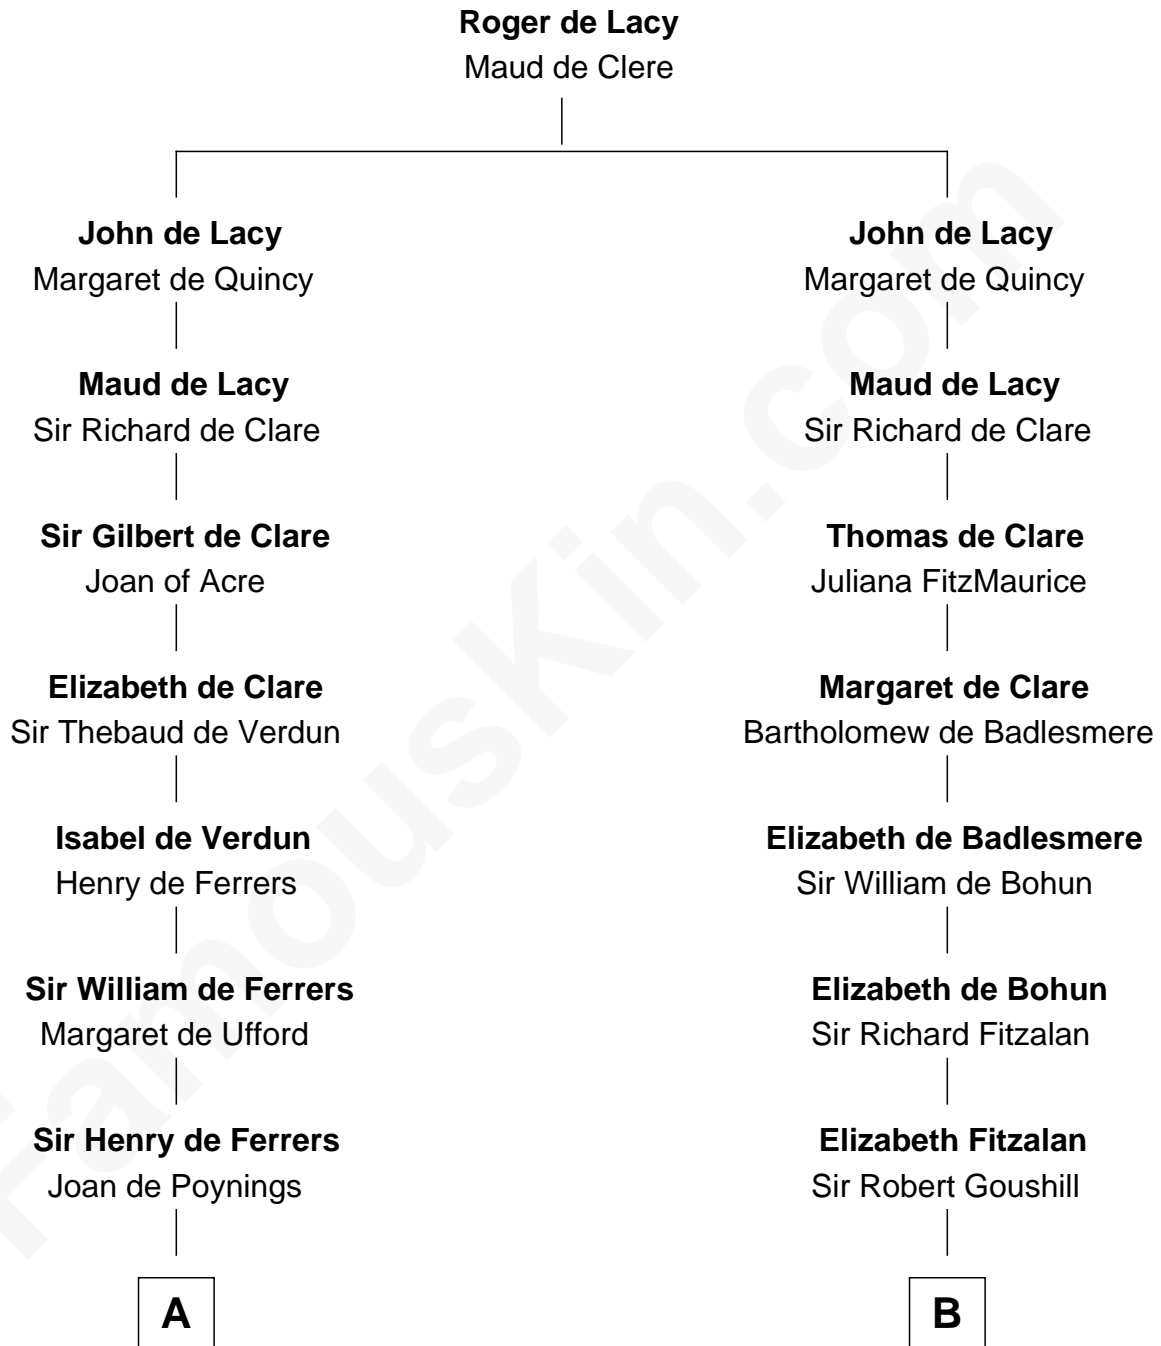 Roger de Lacy
Maud de Clere
John de Lacy
Margaret de Quincy
Maud de Lacy
Sir Richard de Clare
Sir Gilbert de Clare
Joan of Acre
Elizabeth de Clare
Sir Thebaud de Verdun
Isabel de Verdun
Henry de Ferrers
Sir William de Ferrers
Margaret de Ufford
Sir Henry de Ferrers
Joan de Poynings
A
John de Lacy
Margaret de Quincy
Maud de Lacy
Sir Richard de Clare
Thomas de Clare
Juliana FitzMaurice
Margaret de Clare
Bartholomew de Badlesmere
Elizabeth de Badlesmere
Sir William de Bohun
Elizabeth de Bohun
Sir Richard Fitzalan
Elizabeth Fitzalan
Sir Robert Goushill
B
FamousKin.com